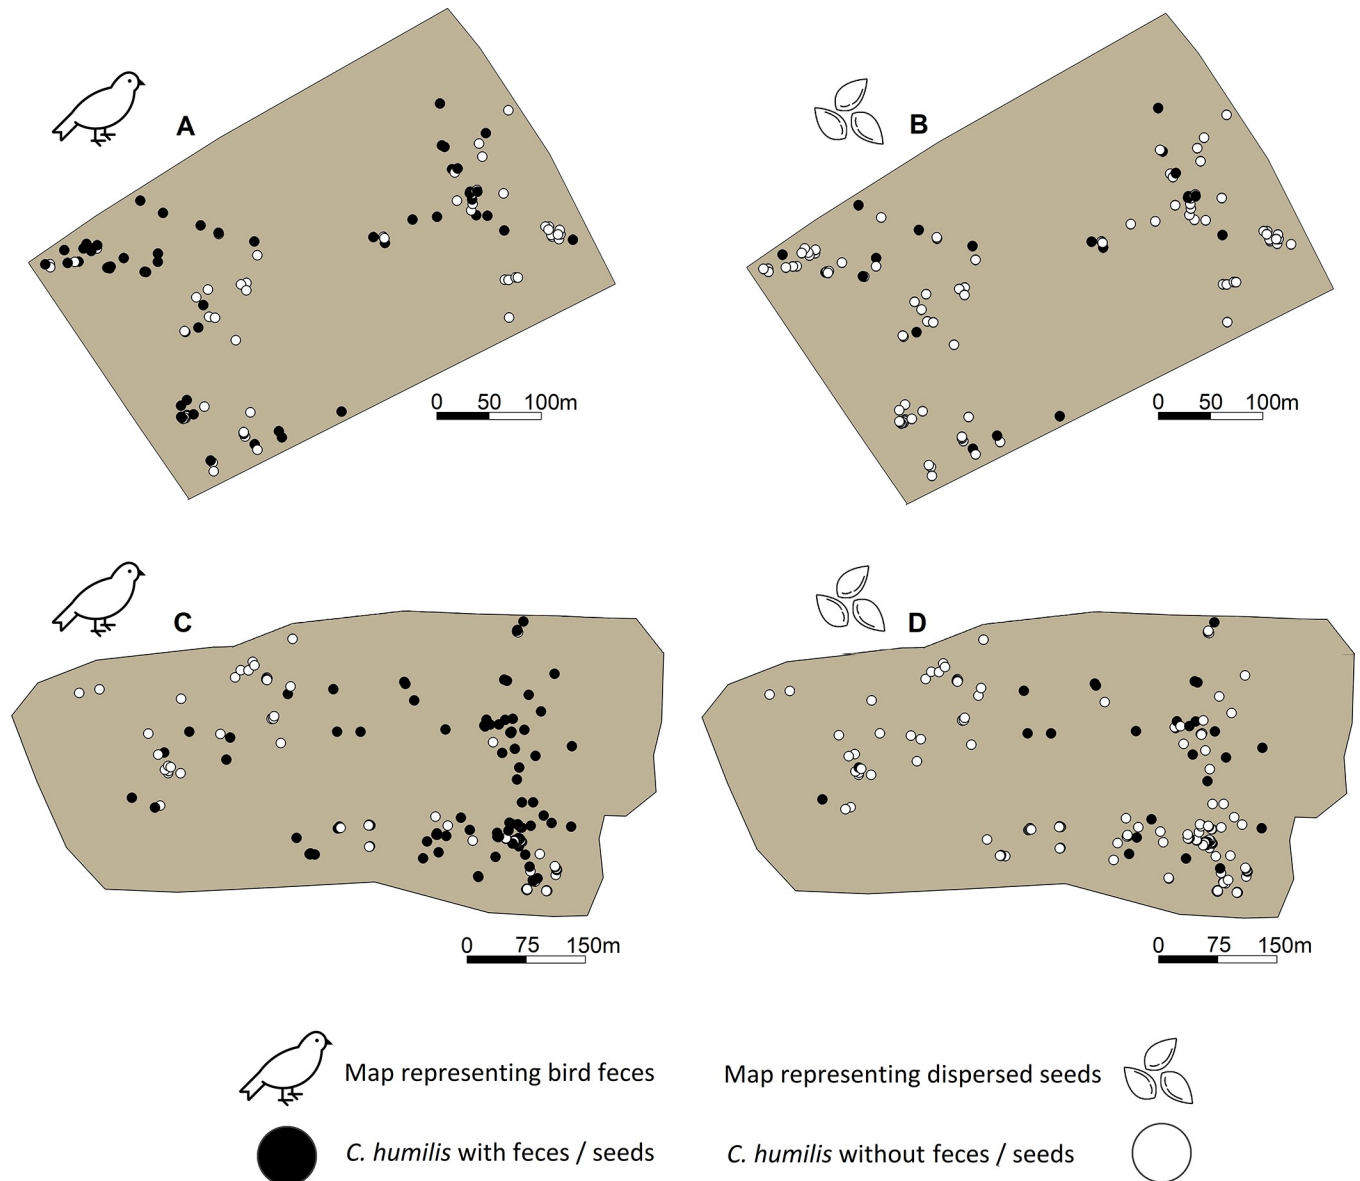 A
B
0 50 100m
0 50 100m
C
D
0 75 150m
0 75 150m
Map representing bird feces
Map representing dispersed seeds
C. humilis with feces / seeds
C. humilis without feces / seeds